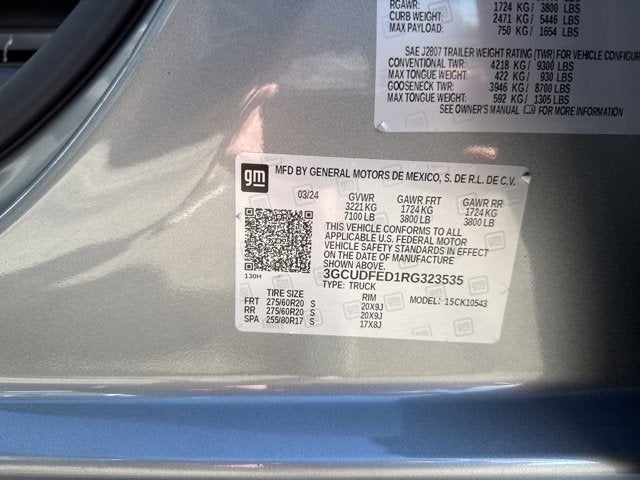 RGAWR: 1724 KG / 3800 LBS
CURB WEIGHT: 2471 KG / 5446 LBS
MAX PAYLOAD: 750 KG / 1654 LBS
SAE J2807 TRAILER WEIGHT RATING (TWR) FOR VEHICLE CONFIGUR
CONVENTIONAL TWR: 4218 KG / 9300 LBS
MAX TONGUE WEIGHT: 422 KG / 930 LBS
GOOSENECK TWR: 3946 KG / 8700 LBS
MAX TONGUE WEIGHT: 592 KG / 1305 LBS
SEE OWNER'S MANUAL FOR MORE INFORMATION
gm MFD BY GENERAL MOTORS DE MEXICO, S. DE R.L. DE C.V.
03/24 GVWR GAWR FRT GAWR RR
3221 KG 1724 KG 1724 KG
7100 LB 3800 LB 3800 LB
THIS VEHICLE CONFORMS TO ALL
APPLICABLE U.S. FEDERAL MOTOR
VEHICLE SAFETY STANDARDS IN EFFECT
ON THE DATE OF MANUFACTURE
SHOWN ABOVE.
130H 3GCUDFED1RG323535
TYPE: TRUCK
TIRE SIZE RIM MODEL: 15CK10543
FRT 275/60R20 S 20X9J
RR 275/60R20 S 20X9J
SPA 255/80R17 S 17X8J